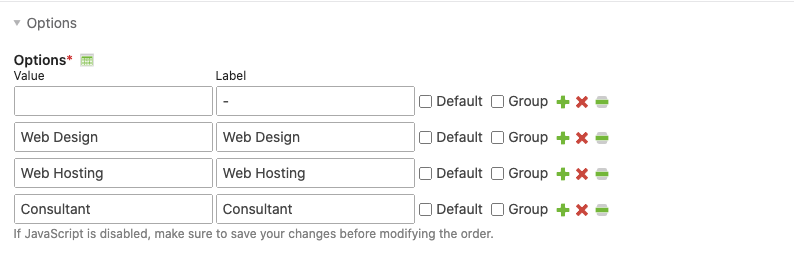 Options
Options*
Value Label
- Default Group
Web Design Web Design Default Group
Web Hosting Web Hosting Default Group
Consultant Consultant Default Group
If JavaScript is disabled, make sure to save your changes before modifying the order.